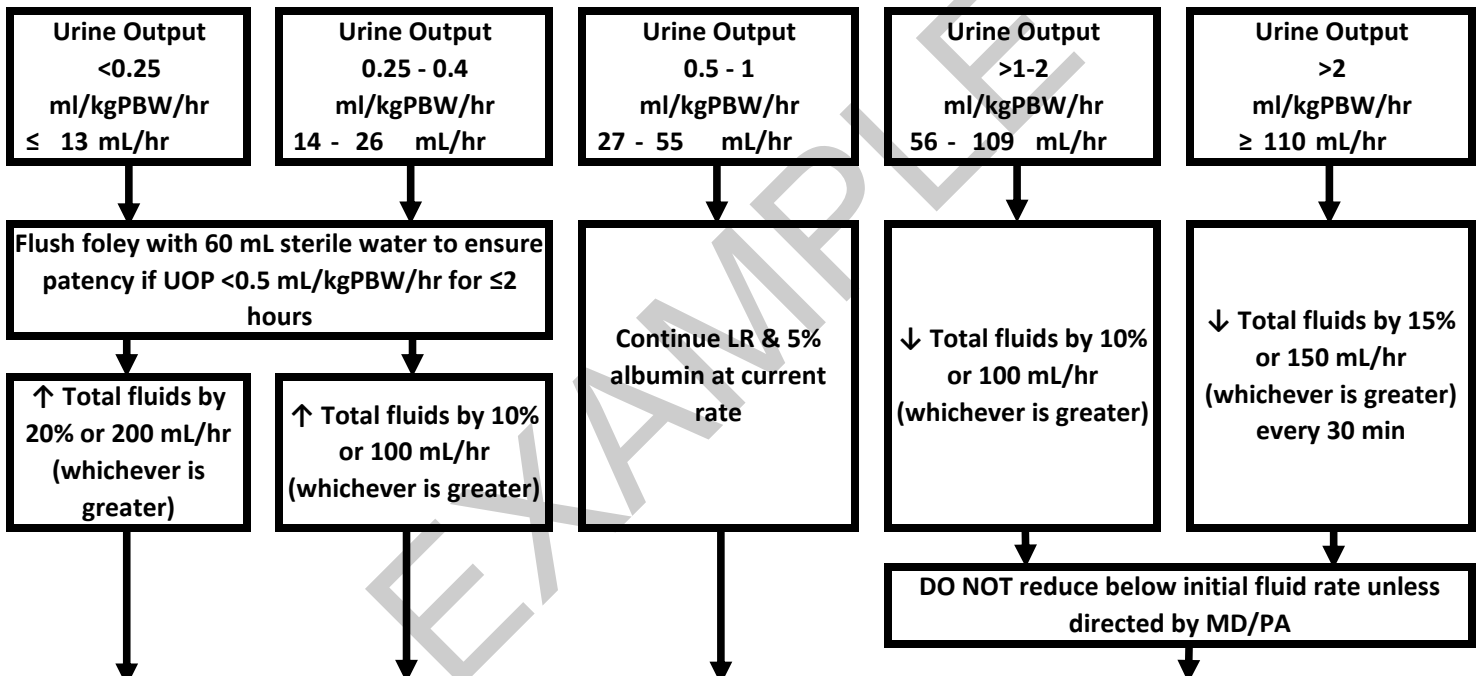 Urine Output
<0.25
ml/kgPBW/hr
≤ 13 mL/hr
Urine Output
0.25 - 0.4
ml/kgPBW/hr
14 - 26 mL/hr
Urine Output
0.5 - 1
ml/kgPBW/hr
27 - 55 mL/hr
Urine Output
>1-2
ml/kgPBW/hr
56 - 109 mL/hr
Urine Output
>2
ml/kgPBW/hr
≥ 110 mL/hr
Flush foley with 60 mL sterile water to ensure
patency if UOP <0.5 mL/kgPBW/hr for ≤2
hours
↑ Total fluids by
20% or 200 mL/hr
(whichever is
greater)
↑ Total fluids by 10%
or 100 mL/hr
(whichever is greater)
Continue LR & 5%
albumin at current
rate
↓ Total fluids by 10%
or 100 mL/hr
(whichever is greater)
↓ Total fluids by 15%
or 150 mL/hr
(whichever is greater)
every 30 min
DO NOT reduce below initial fluid rate unless
directed by MD/PA
EXAMPLE